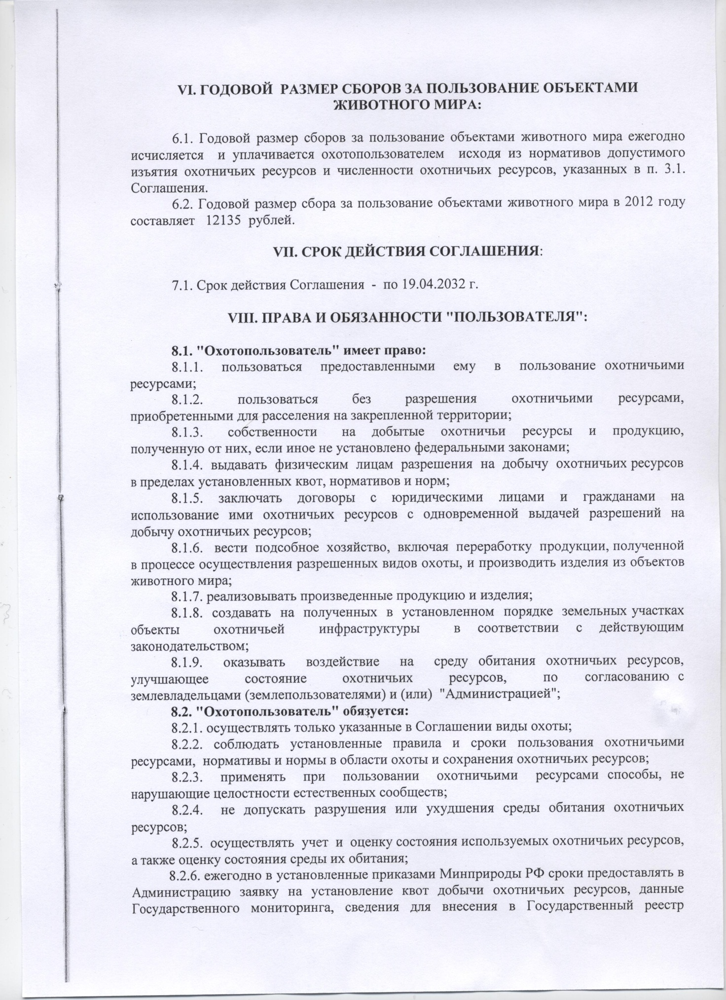 VI. ГОДОВОЙ РАЗМЕР СБОРОВ ЗА ПОЛЬЗОВАНИЕ ОБЪЕКТАМИ
ЖИВОТНОГО МИРА:
6.1. Годовой размер сборов за пользование объектами животного мира ежегодно
исчисляется и уплачивается охотопользователем исходя из нормативов допустимого
изъятия охотничьих ресурсов и численности охотничьих ресурсов, указанных в п. 3.1.
Соглашения.
6.2. Годовой размер сбора за пользование объектами животного мира в 2012 году
составляет 12135 рублей.
VII. СРОК ДЕЙСТВИЯ СОГЛАШЕНИЯ:
7.1. Срок действия Соглашения - по 19.04.2032 г.
VIII. ПРАВА И ОБЯЗАННОСТИ "ПОЛЬЗОВАТЕЛЯ":
8.1. "Охотопользователь" имеет право:
8.1.1. пользоваться предоставленными ему в пользование охотничьими
ресурсами;
8.1.2. пользоваться без разрешения охотничьими ресурсами,
приобретенными для расселения на закрепленной территории;
8.1.3. собственности на добытые охотничьи ресурсы и продукцию,
полученную от них, если иное не установлено федеральными законами;
8.1.4. выдавать физическим лицам разрешения на добычу охотничьих ресурсов
в пределах установленных квот, нормативов и норм;
8.1.5. заключать договоры с юридическими лицами и гражданами на
использование ими охотничьих ресурсов с одновременной выдачей разрешений на
добычу охотничьих ресурсов;
8.1.6. вести подсобное хозяйство, включая переработку продукции, полученной
в процессе осуществления разрешенных видов охоты, и производить изделия из объектов
животного мира;
8.1.7. реализовывать произведенные продукцию и изделия;
8.1.8. создавать на полученных в установленном порядке земельных участках
объекты охотничьей инфраструктуры в соответствии с действующим
законодательством;
8.1.9. оказывать воздействие на среду обитания охотничьих ресурсов,
улучшающее состояние охотничьих ресурсов, по согласованию с
землевладельцами (землепользователями) и (или) "Администрацией";
8.2. "Охотопользователь" обязуется:
8.2.1. осуществлять только указанные в Соглашении виды охоты;
8.2.2. соблюдать установленные правила и сроки пользования охотничьими
ресурсами, нормативы и нормы в области охоты и сохранения охотничьих ресурсов;
8.2.3. применять при пользовании охотничьими ресурсами способы, не
нарушающие целостности естественных сообществ;
8.2.4. не допускать разрушения или ухудшения среды обитания охотничьих
ресурсов;
8.2.5. осуществлять учет и оценку состояния используемых охотничьих ресурсов,
а также оценку состояния среды их обитания;
8.2.6. ежегодно в установленные приказами Минприроды РФ сроки предоставлять в
Администрацию заявку на установление квот добычи охотничьих ресурсов, данные
Государственного мониторинга, сведения для внесения в Государственный реестр